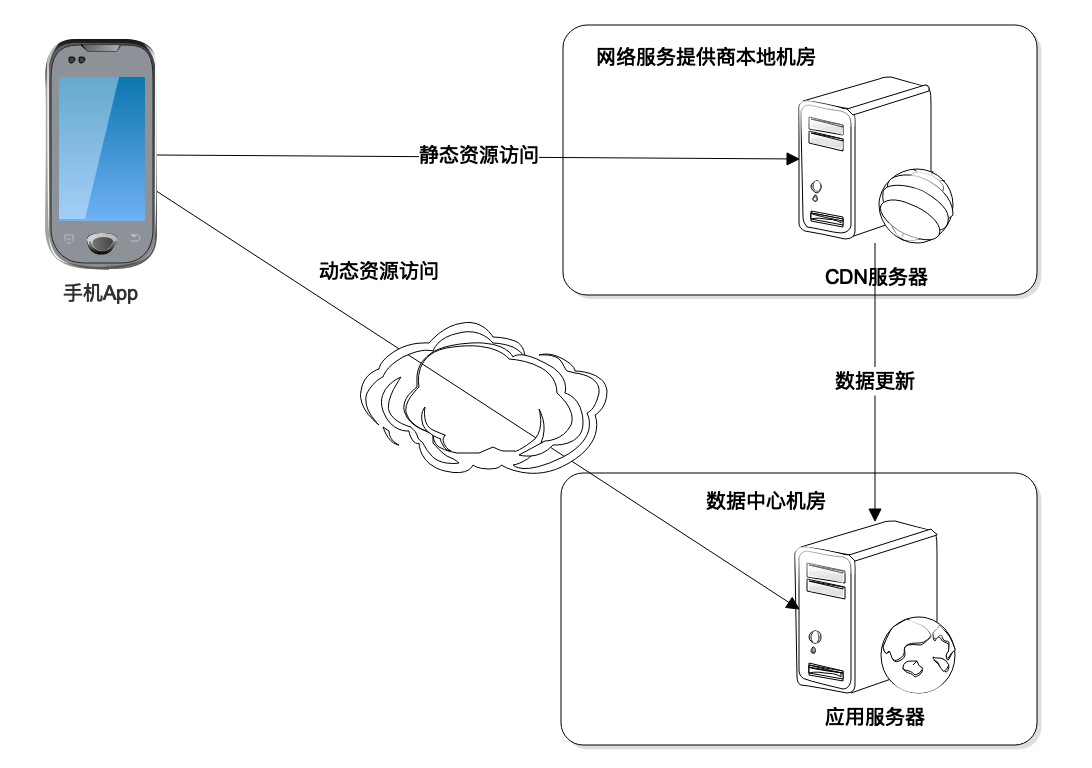 网络服务提供商本地机房
静态资源访问
动态资源访问
手机App
CDN服务器
数据更新
数据中心机房
应用服务器